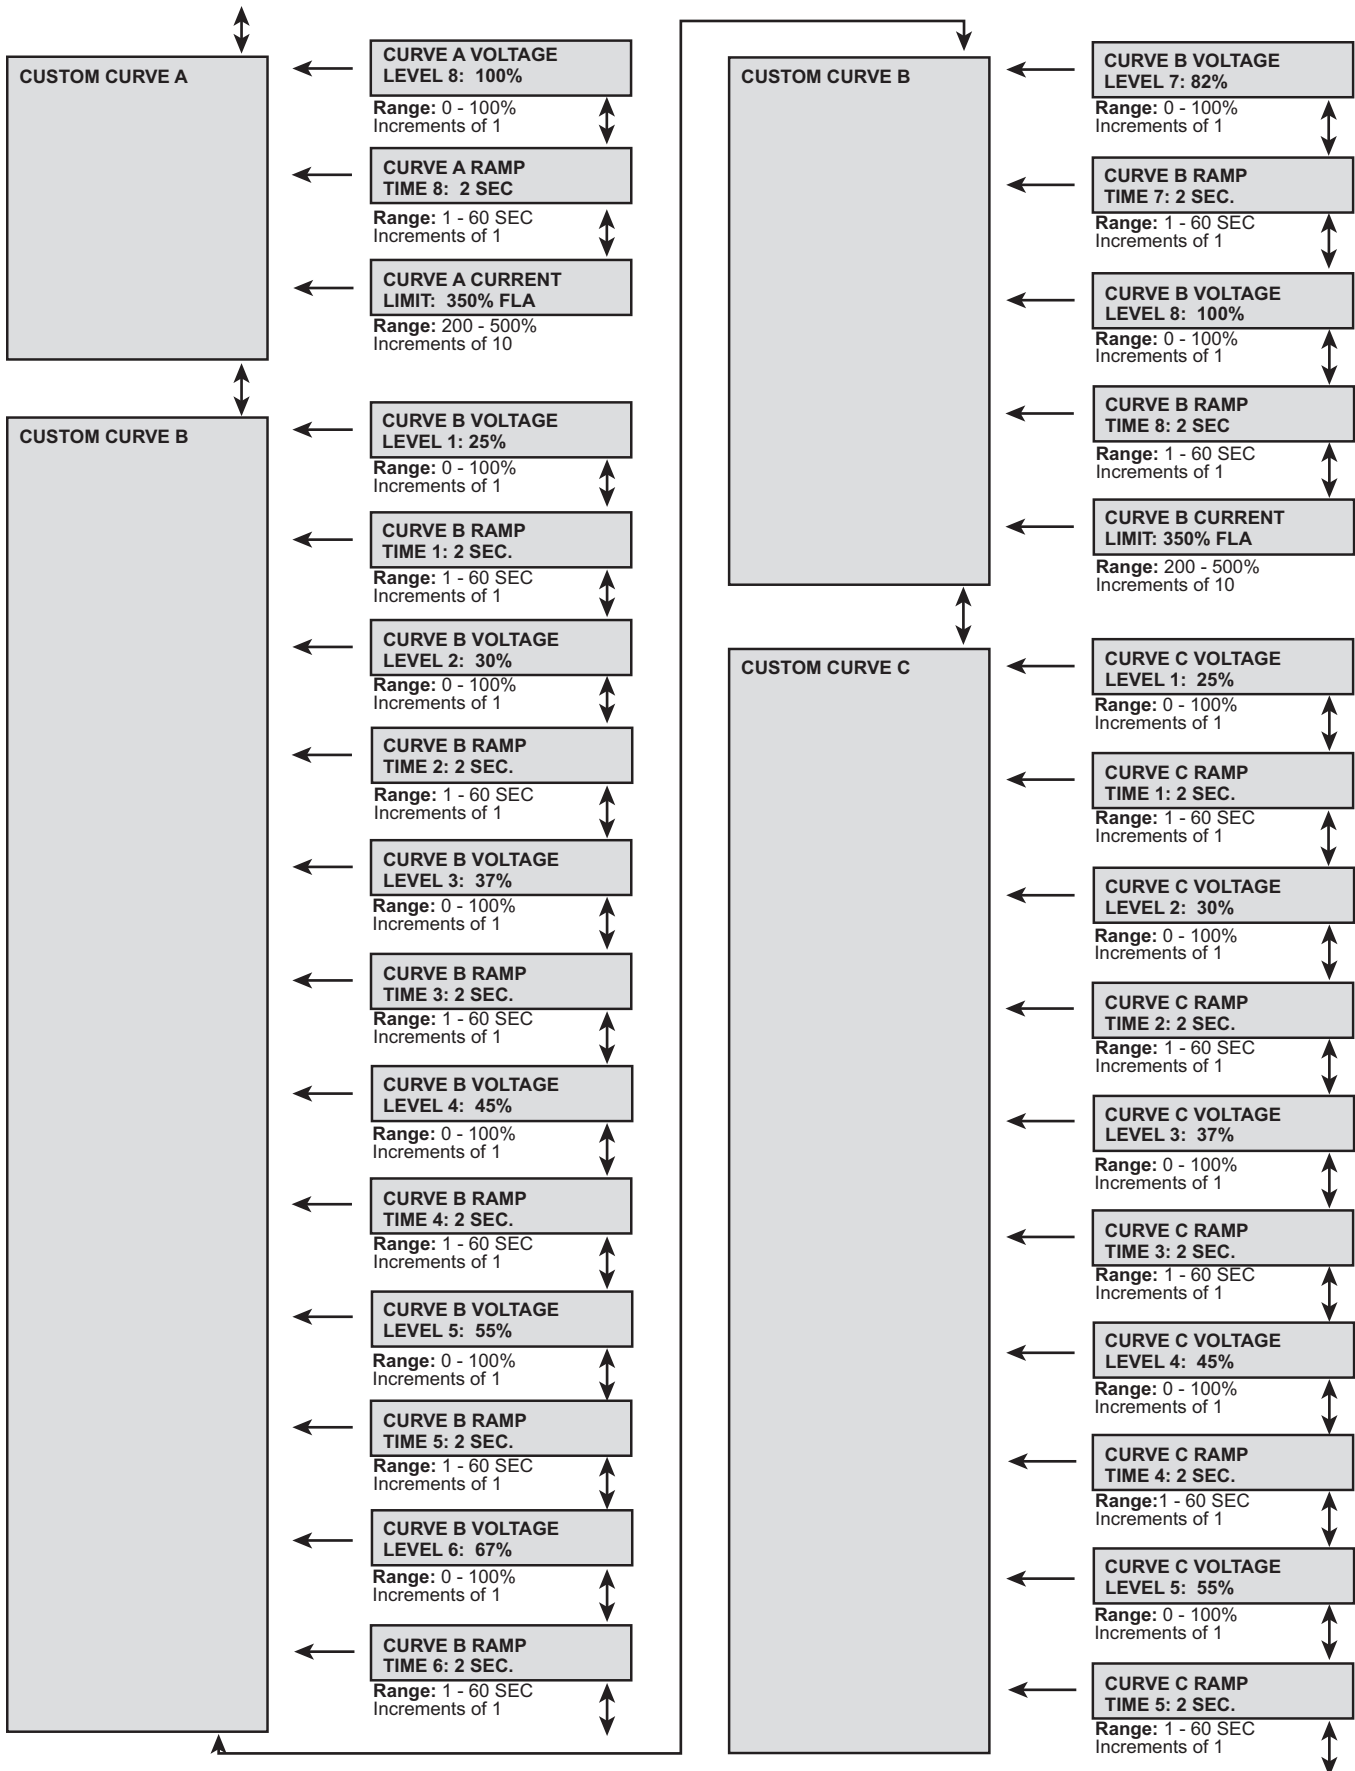 CUSTOM CURVE A
CURVE A VOLTAGE
LEVEL 8: 100%
Range: 0 - 100%
Increments of 1
CURVE A RAMP
TIME 8: 2 SEC
Range: 1 - 60 SEC
Increments of 1
CURVE A CURRENT
LIMIT: 350% FLA
Range: 200 - 500%
Increments of 10
CUSTOM CURVE B
CURVE B VOLTAGE
LEVEL 1: 25%
Range: 0 - 100%
Increments of 1
CURVE B RAMP
TIME 1: 2 SEC.
Range: 1 - 60 SEC
Increments of 1
CURVE B VOLTAGE
LEVEL 2: 30%
Range: 0 - 100%
Increments of 1
CURVE B RAMP
TIME 2: 2 SEC.
Range: 1 - 60 SEC
Increments of 1
CURVE B VOLTAGE
LEVEL 3: 37%
Range: 0 - 100%
Increments of 1
CURVE B RAMP
TIME 3: 2 SEC.
Range: 1 - 60 SEC
Increments of 1
CURVE B VOLTAGE
LEVEL 4: 45%
Range: 0 - 100%
Increments of 1
CURVE B RAMP
TIME 4: 2 SEC.
Range: 1 - 60 SEC
Increments of 1
CURVE B VOLTAGE
LEVEL 5: 55%
Range: 0 - 100%
Increments of 1
CURVE B RAMP
TIME 5: 2 SEC.
Range: 1 - 60 SEC
Increments of 1
CURVE B VOLTAGE
LEVEL 6: 67%
Range: 0 - 100%
Increments of 1
CURVE B RAMP
TIME 6: 2 SEC.
Range: 1 - 60 SEC
Increments of 1
CUSTOM CURVE B
CURVE B VOLTAGE
LEVEL 7: 82%
Range: 0 - 100%
Increments of 1
CURVE B RAMP
TIME 7: 2 SEC.
Range: 1 - 60 SEC
Increments of 1
CURVE B VOLTAGE
LEVEL 8: 100%
Range: 0 - 100%
Increments of 1
CURVE B RAMP
TIME 8: 2 SEC
Range: 1 - 60 SEC
Increments of 1
CURVE B CURRENT
LIMIT: 350% FLA
Range: 200 - 500%
Increments of 10
CUSTOM CURVE C
CURVE C VOLTAGE
LEVEL 1: 25%
Range: 0 - 100%
Increments of 1
CURVE C RAMP
TIME 1: 2 SEC.
Range: 1 - 60 SEC
Increments of 1
CURVE C VOLTAGE
LEVEL 2: 30%
Range: 0 - 100%
Increments of 1
CURVE C RAMP
TIME 2: 2 SEC.
Range: 1 - 60 SEC
Increments of 1
CURVE C VOLTAGE
LEVEL 3: 37%
Range: 0 - 100%
Increments of 1
CURVE C RAMP
TIME 3: 2 SEC.
Range: 1 - 60 SEC
Increments of 1
CURVE C VOLTAGE
LEVEL 4: 45%
Range: 0 - 100%
Increments of 1
CURVE C RAMP
TIME 4: 2 SEC.
Range:1 - 60 SEC
Increments of 1
CURVE C VOLTAGE
LEVEL 5: 55%
Range: 0 - 100%
Increments of 1
CURVE C RAMP
TIME 5: 2 SEC.
Range: 1 - 60 SEC
Increments of 1